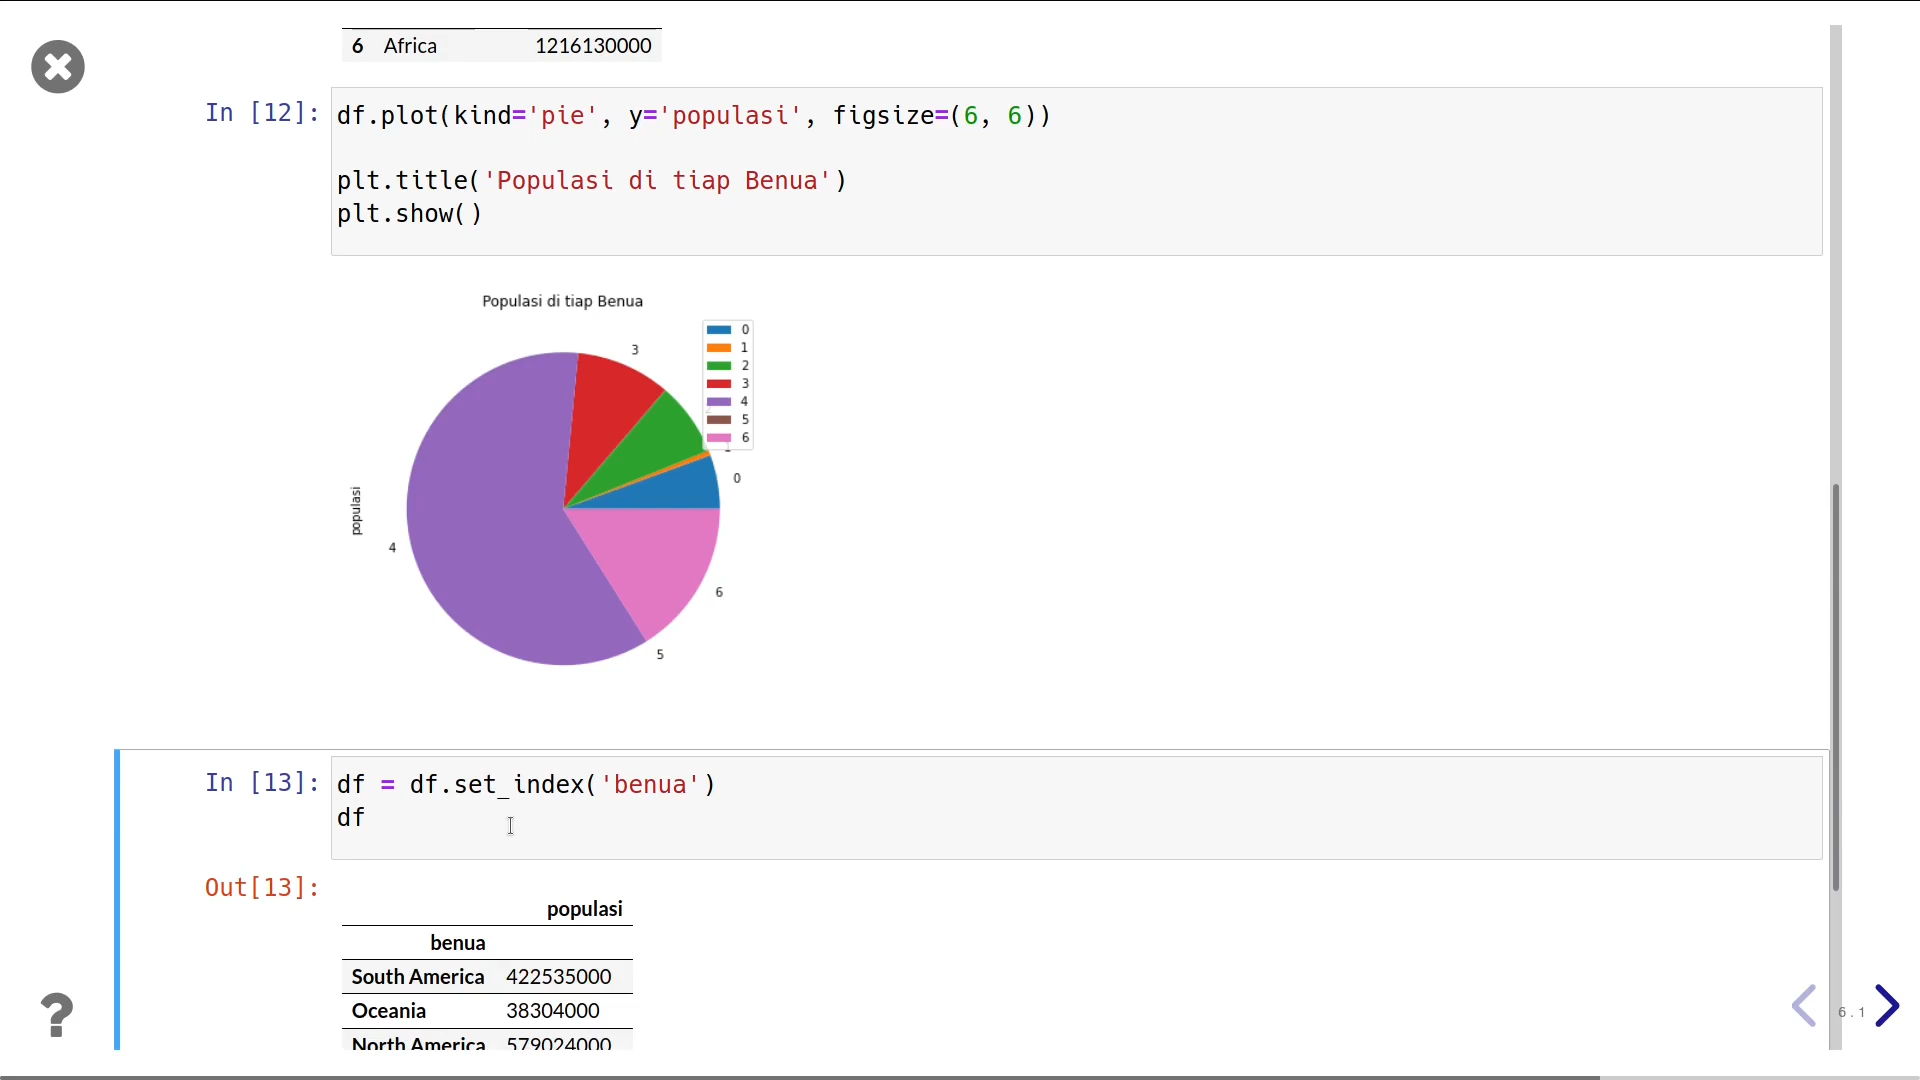 6 Africa 1216130000
In [12]: df.plot(kind='pie', y='populasi', figsize=(6, 6))
plt.title('Populasi di tiap Benua')
plt.show()
Populasi di tiap Benua
0
1
2
3
4
5
6
3
0
populasi
4
6
5
In [13]: df = df.set_index('benua')
df
Out[13]:
populasi
benua
South America 422535000
Oceania 38304000
North America 579024000
6.1